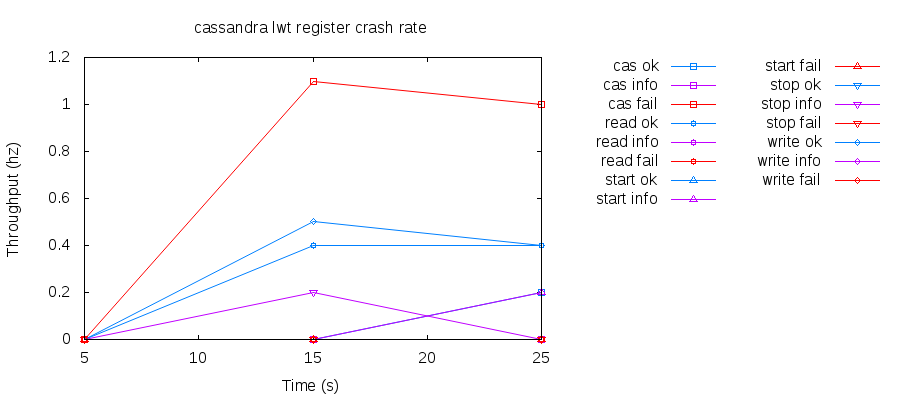 cassandra lwt register crash rate
1.2
1
0.8
0.6
0.4
0.2
0
5
10
15
20
25
Throughput (hz)
Time (s)
cas ok
cas info
cas fail
read ok
read info
read fail
start ok
start info
start fail
stop ok
stop info
stop fail
write ok
write info
write fail